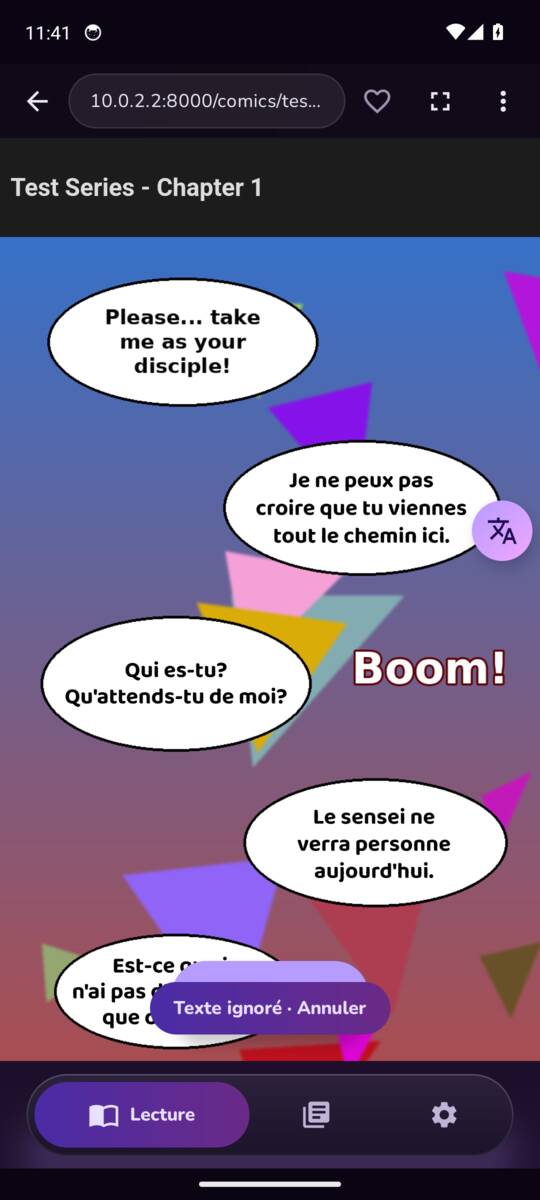 11:41
10.0.2.2:8000/comics/tes...
Test Series - Chapter 1
Please... take
me as your
disciple!
Je ne peux pas
croire que tu viennes
tout le chemin ici.
Qui es-tu?
Qu'attends-tu de moi?
Boom!
Le sensei ne
verra personne
aujourd'hui.
Est-ce
n'ai pas
que
Texte ignoré · Annuler
Lecture